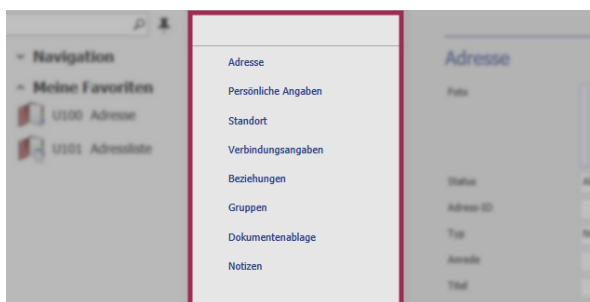 Navigation
Meine Favoriten
U100 Adresse
U101 Adressliste
Adresse
Persönliche Angaben
Standort
Verbindungsangaben
Beziehungen
Gruppen
Dokumentenablage
Notizen
Adresse
Foto
Status
Adress-ID
Typ
Anrede
Titel